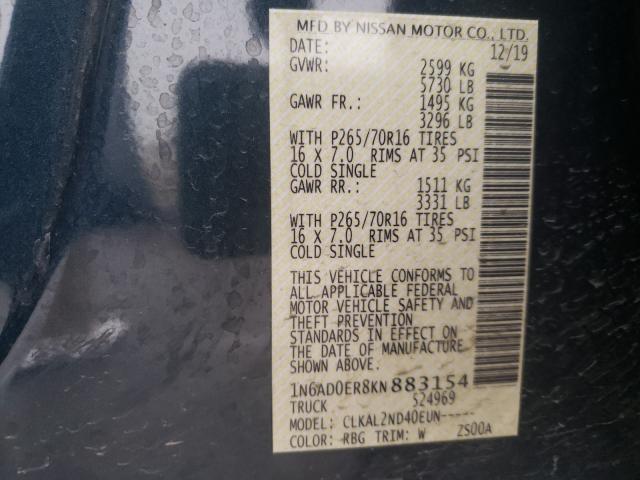 MFD BY NISSAN MOTOR CO., LTD.
DATE: 12/19
GVWR: 2599 KG
5730 LB
GAWR FR.: 1495 KG
3296 LB
WITH P265/70R16 TIRES
16 X 7.0 RIMS AT 35 PSI
COLD SINGLE
GAWR RR.: 1511 KG
3331 LB
WITH P265/70R16 TIRES
16 X 7.0 RIMS AT 35 PSI
COLD SINGLE
THIS VEHICLE CONFORMS TO
ALL APPLICABLE FEDERAL
MOTOR VEHICLE SAFETY AND
THEFT PREVENTION
STANDARDS IN EFFECT ON
THE DATE OF MANUFACTURE
SHOWN ABOVE.
1N6AD0ER8KN 883154
TRUCK 524969
MODEL: CLKAL2ND40EUN-----
COLOR: RBG TRIM: W ZS00A